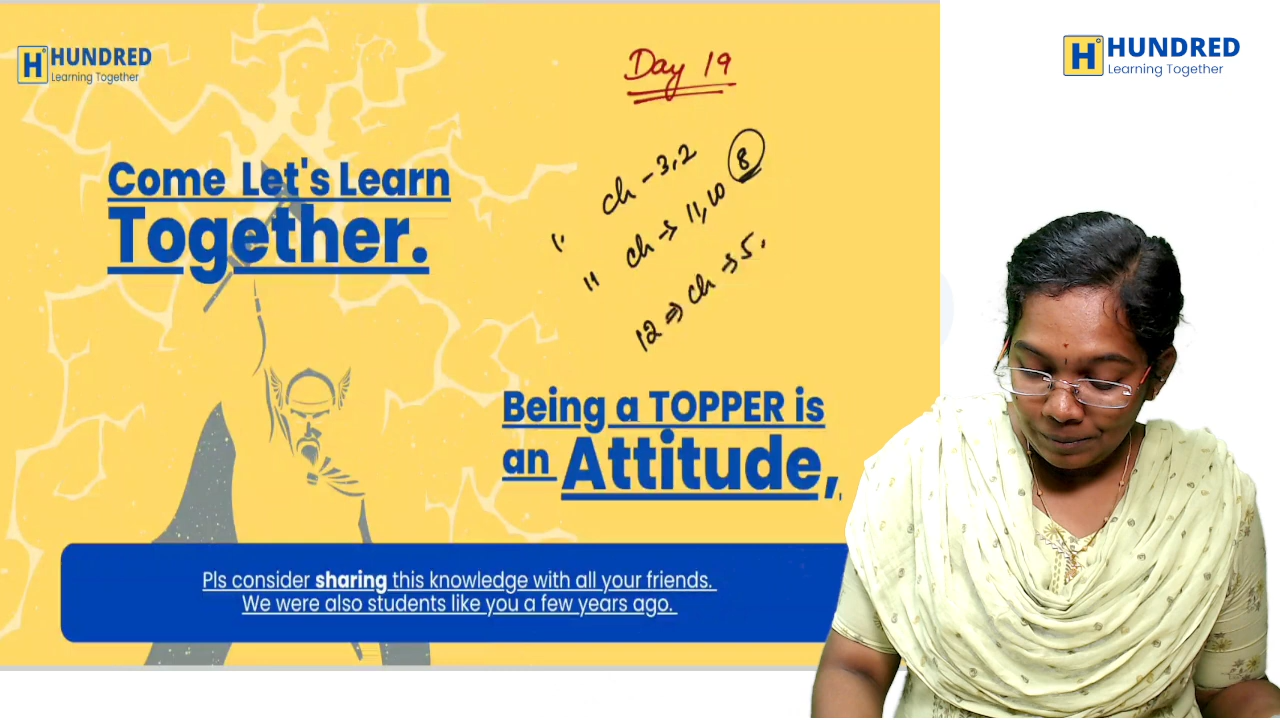 HUNDRED
Learning Together
HUNDRED
Learning Together
Day 19
Come Let's Learn
Together.
ch - 3,2
11 ch → 11, 10 8
12 ⇒ ch → 5.
Being a TOPPER is
an Attitude,
Pls consider sharing this knowledge with all your friends.
We were also students like you a few years ago.